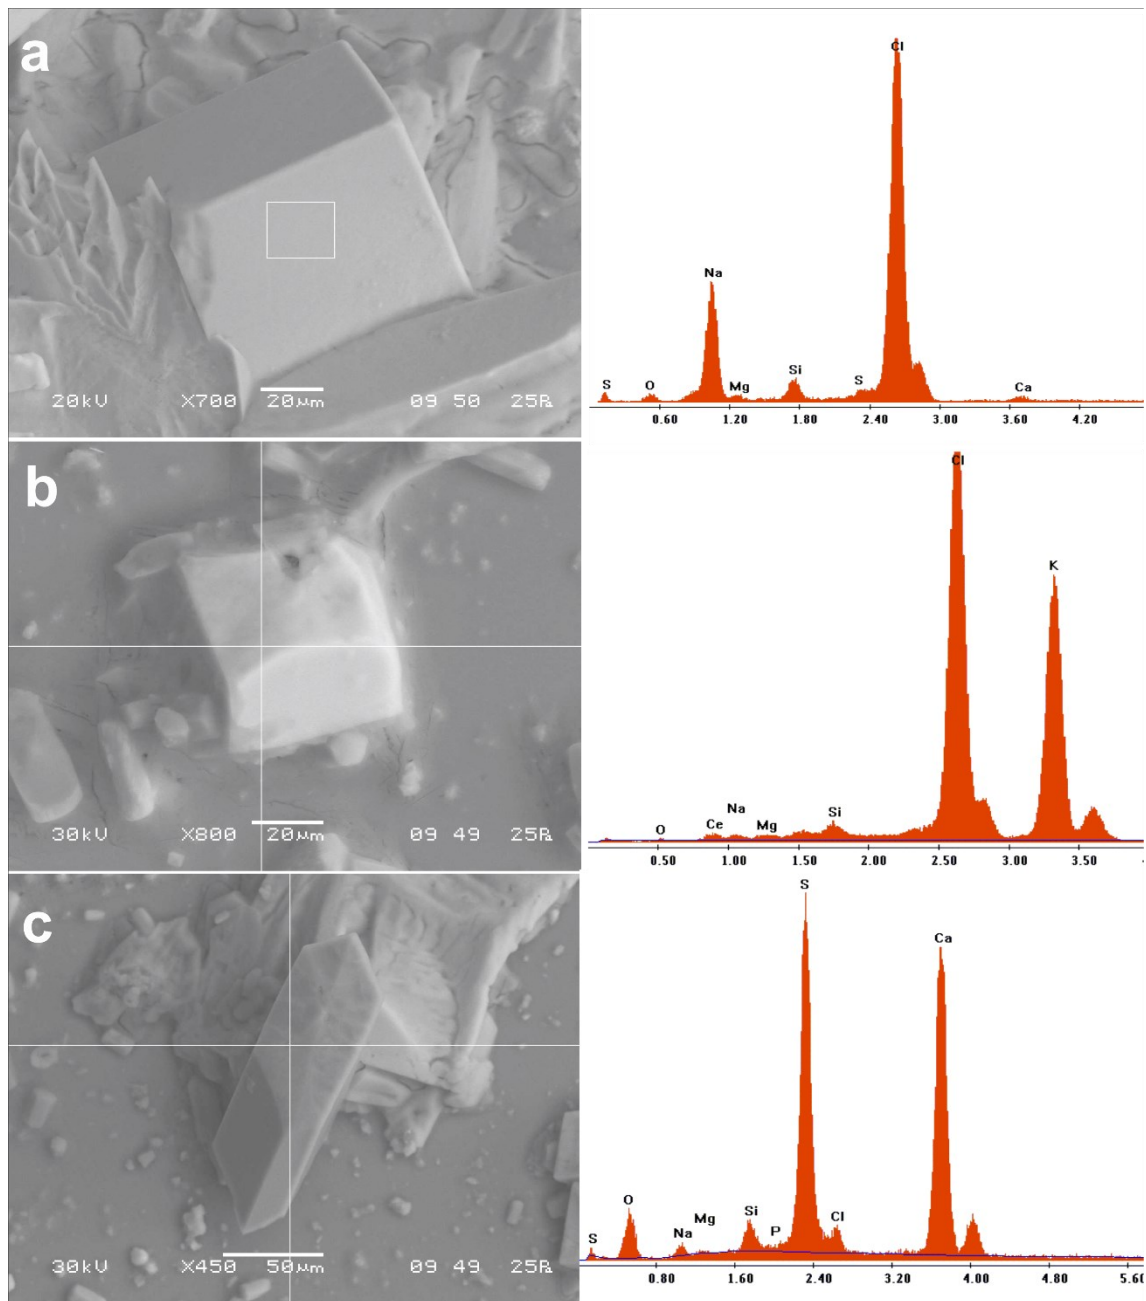 a
20kV X700 20µm 09 50 25
Cl
Na
Si
S O Mg S Ca
0.60 1.20 1.80 2.40 3.00 3.60 4.20
b
30kV X800 20µm 09 49 25
Cl
K
Na
Si
O Ce Mg
0.50 1.00 1.50 2.00 2.50 3.00 3.50
c
30kV X450 50µm 09 49 25
S
Ca
O
Mg Si
S Na P Cl
0.80 1.60 2.40 3.20 4.00 4.80 5.60